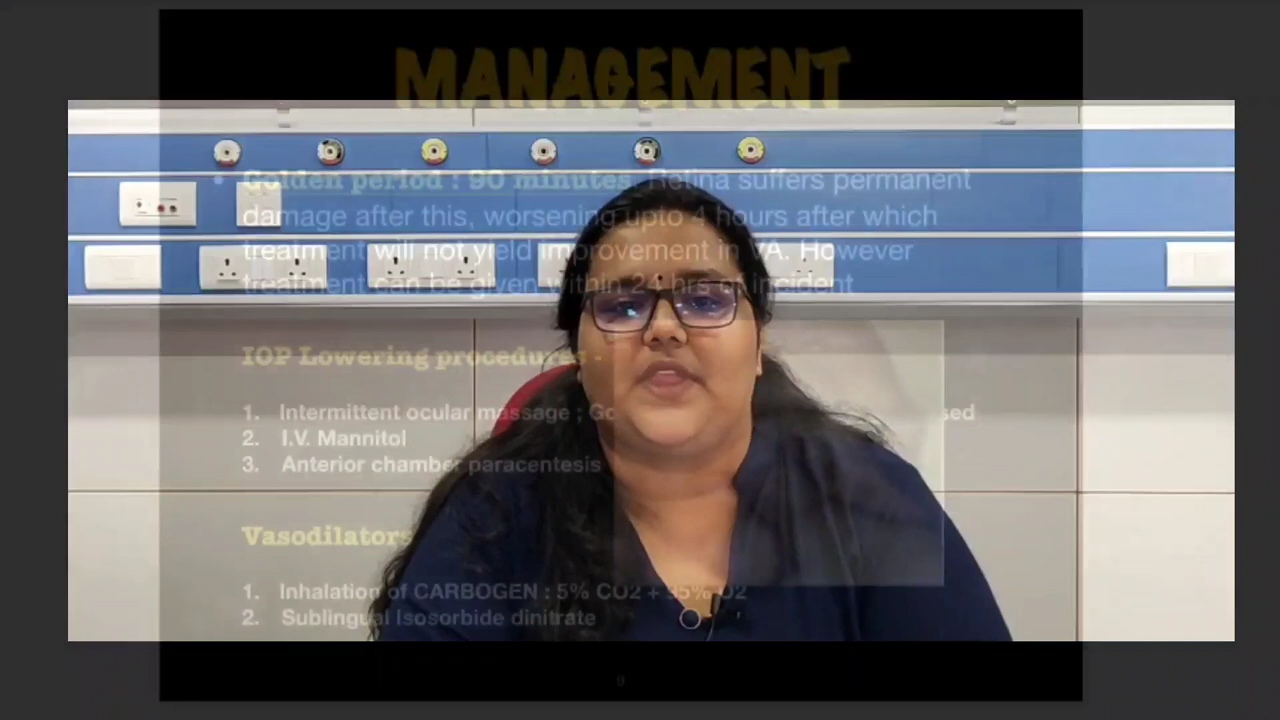 MANAGEMENT
• Golden period : 90 minutes. Retina suffers permanent
damage after this, worsening upto 4 hours after which
treatment will not yield improvement in VA. However
treatment can be given within 24 hrs of incident
IOP Lowering procedures -
1. Intermittent ocular massage ; Go sed
2. I.V. Mannitol
3. Anterior chamber paracentesis
Vasodilators
1. Inhalation of CARBOGEN : 5% CO2 + 95% O2
2. Sublingual Isosorbide dinitrate
9